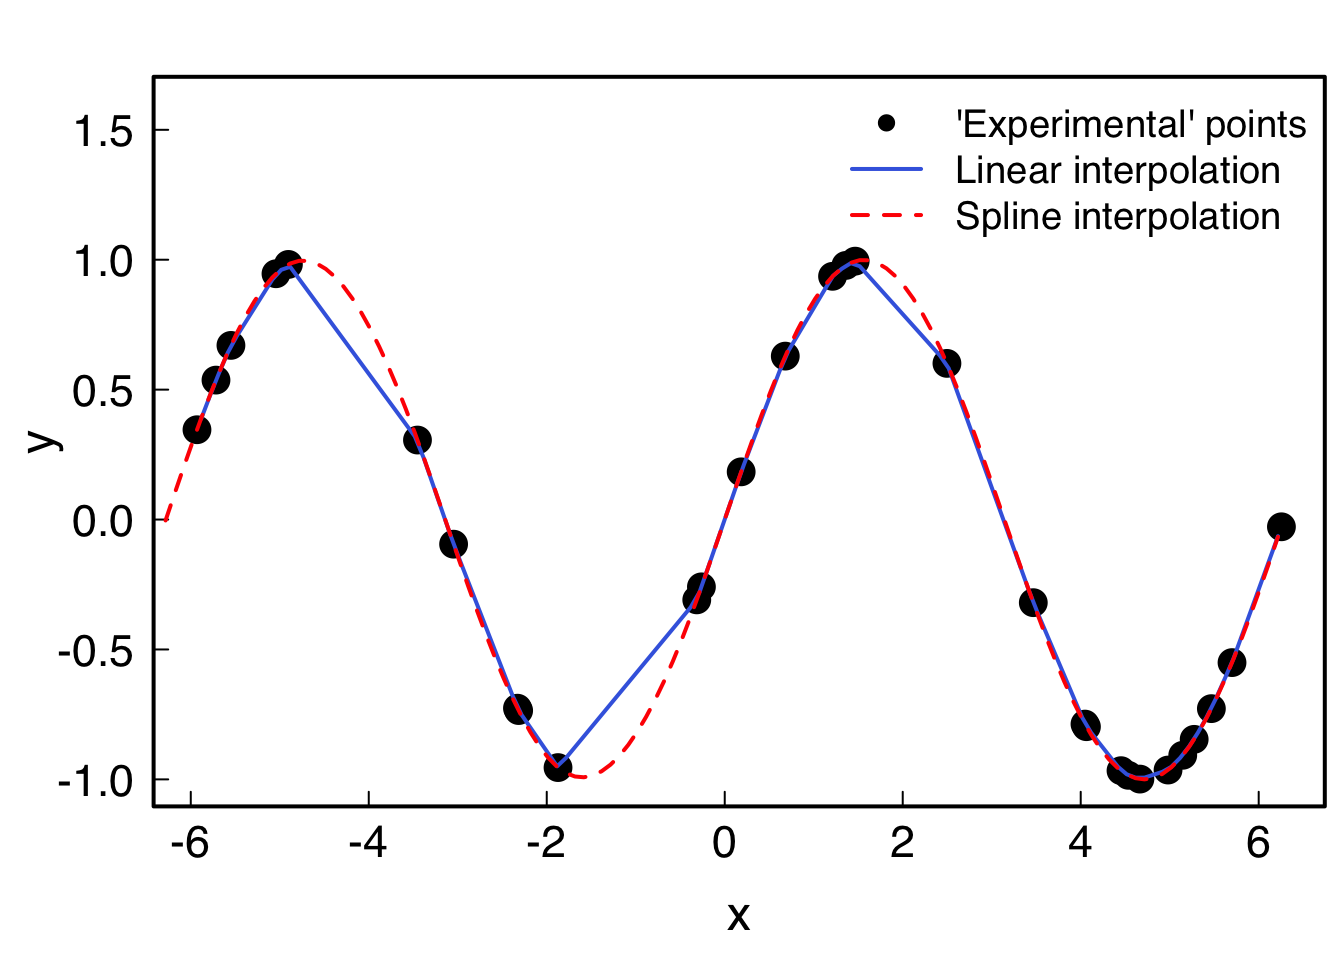 'Experimental' points
Linear interpolation
Spline interpolation
1.5
1.0
0.5
0.0
-0.5
-1.0
y
-6 -4 -2 0 2 4 6
x